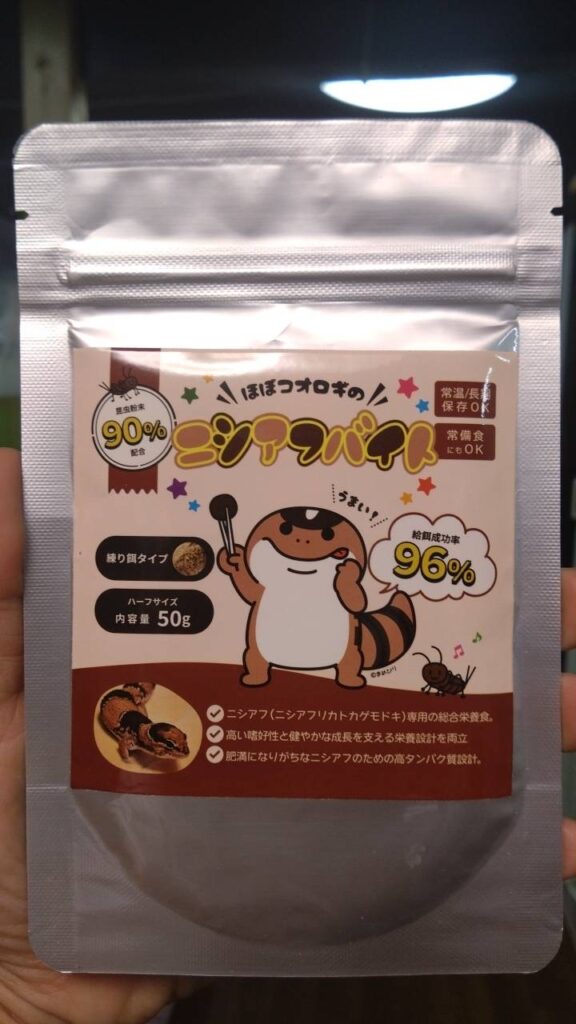 ほぼコオロギの
ニシアフバイト
昆虫粉末
90%
配合
常温/長期
保存OK
常備食
にもOK
うまい!
給餌成功率
96%
練り餌タイプ
ハーフサイズ
内容量 50g
ニシアフ(ニシアフリカトカゲモドキ)専用の総合栄養食。
高い嗜好性と健やかな成長を支える栄養設計を両立
肥満になりがちなニシアフのための高タンパク質設計。